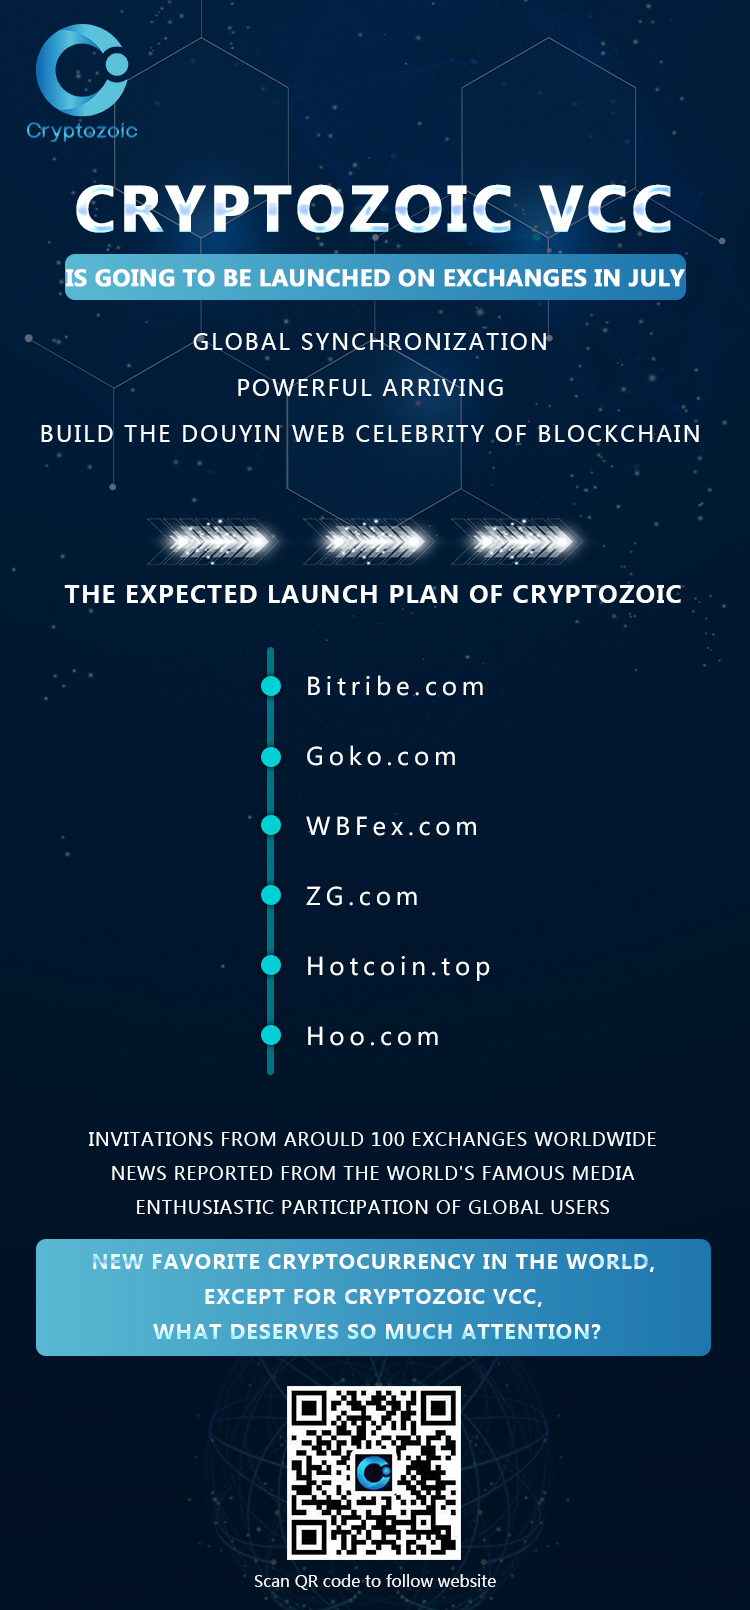 Cryptozoic
CRYPTOZOIC VCC
IS GOING TO BE LAUNCHED ON EXCHANGES IN JULY
GLOBAL SYNCHRONIZATION
POWERFUL ARRIVING
BUILD THE DOUYIN WEB CELEBRITY OF BLOCKCHAIN
THE EXPECTED LAUNCH PLAN OF CRYPTOZOIC
Bitribe.com
Goko.com
WBFex.com
ZG.com
Hotcoin.top
Hoo.com
INVITATIONS FROM AROULD 100 EXCHANGES WORLDWIDE
NEWS REPORTED FROM THE WORLD'S FAMOUS MEDIA
ENTHUSIASTIC PARTICIPATION OF GLOBAL USERS
NEW FAVORITE CRYPTOCURRENCY IN THE WORLD,
EXCEPT FOR CRYPTOZOIC VCC,
WHAT DESERVES SO MUCH ATTENTION?
Scan QR code to follow website